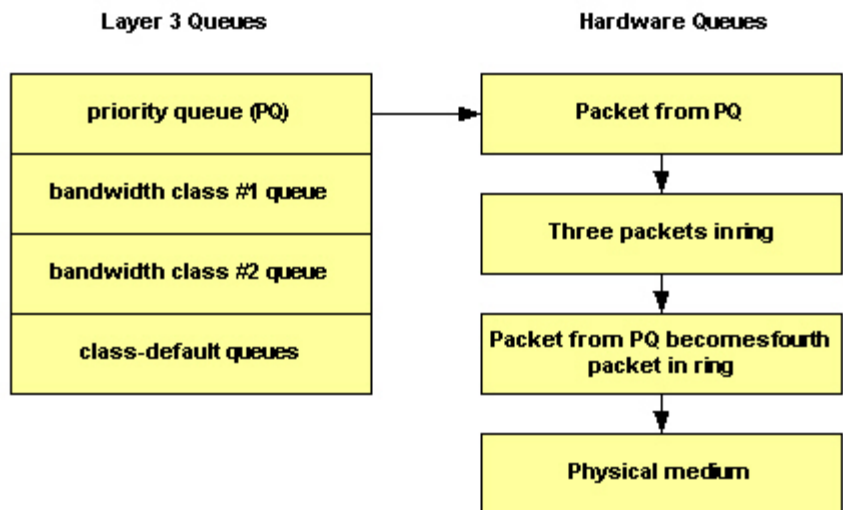 Layer 3 Queues
priority queue (PQ)
bandwidth class #1 queue
bandwidth class #2 queue
class-default queues
Hardware Queues
Packet from PQ
Three packets in ring
Packet from PQ becomes fourth
packet in ring
Physical medium